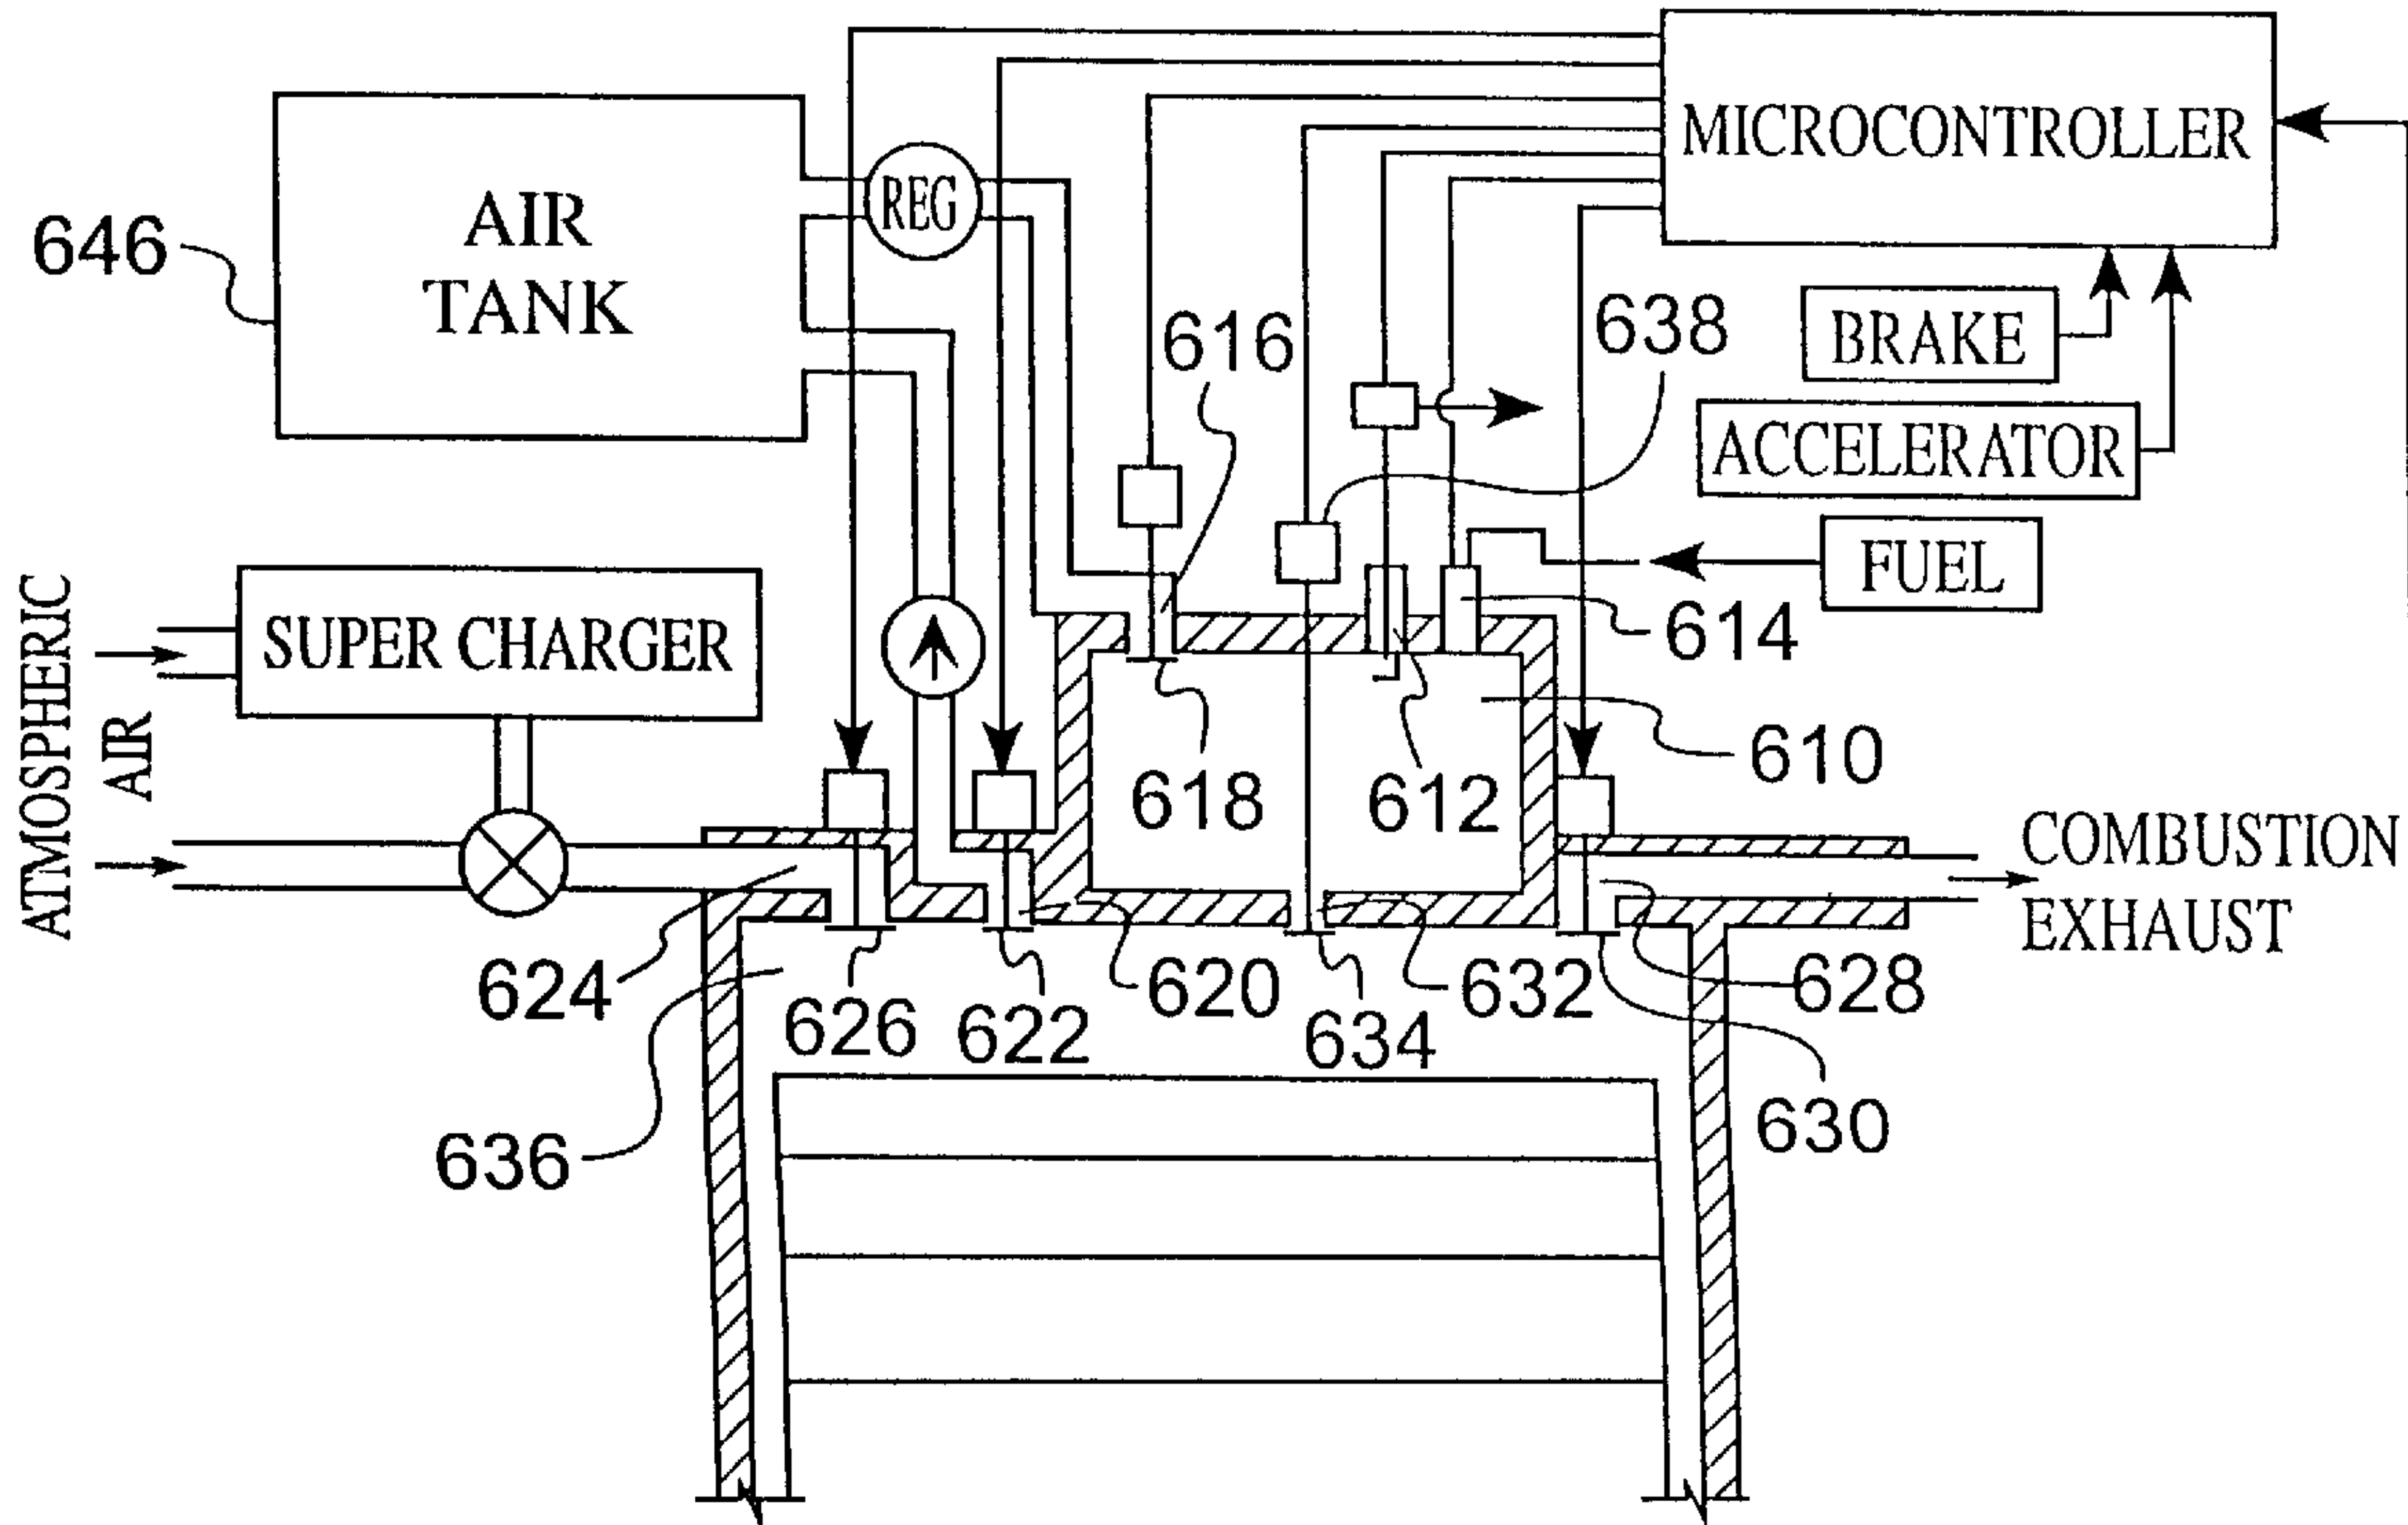 MICROCONTROLLER
AIR
TANK
REG
646
BRAKE
638
616
ACCELERATOR
FUEL
ATMOSPHERIC
AIR
SUPER CHARGER
614
610
618
612
COMBUSTION
EXHAUST
624
626
622
620
634
632
628
630
636